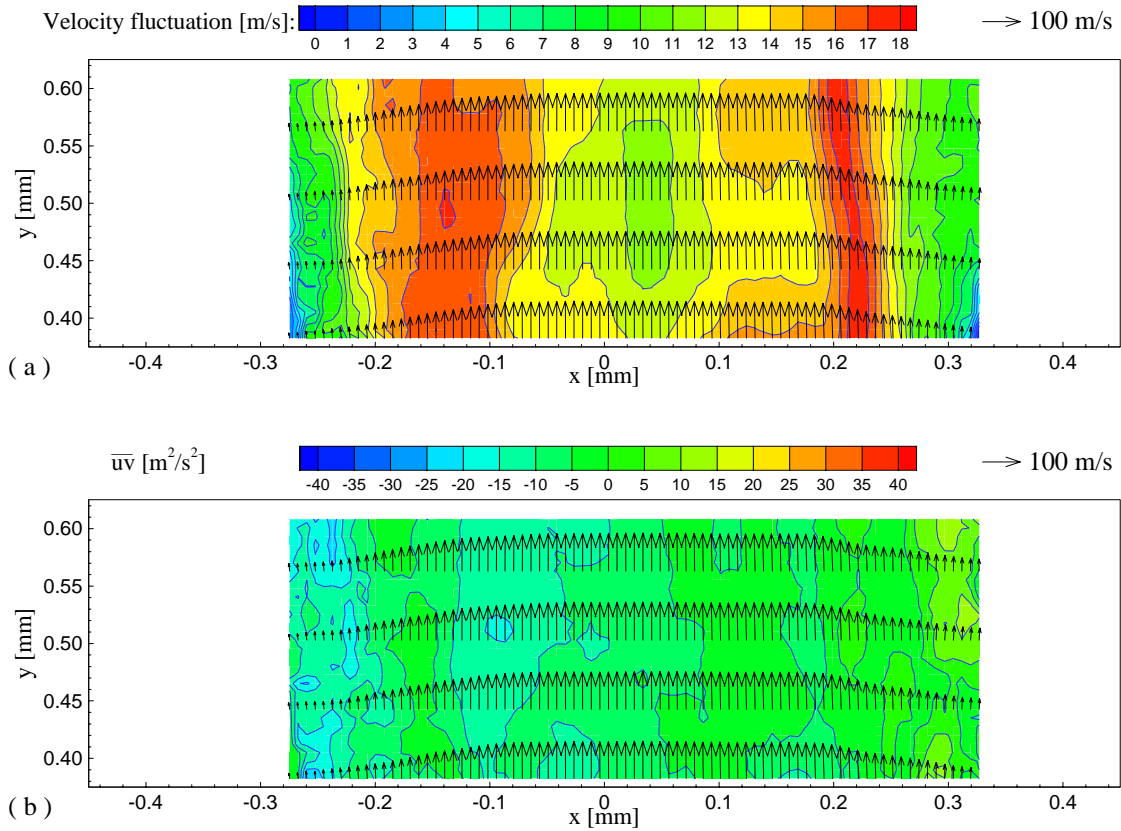 Velocity fluctuation [m/s]:
0 1 2 3 4 5 6 7 8 9 10 11 12 13 14 15 16 17 18
100 m/s
0.60
0.55
0.50
0.45
0.40
y [mm]
-0.4 -0.3 -0.2 -0.1 0 0.1 0.2 0.3 0.4
x [mm]
( a )
uv [m²/s²]
-40 -35 -30 -25 -20 -15 -10 -5 0 5 10 15 20 25 30 35 40
100 m/s
0.60
0.55
0.50
0.45
0.40
y [mm]
-0.4 -0.3 -0.2 -0.1 0 0.1 0.2 0.3 0.4
x [mm]
( b )